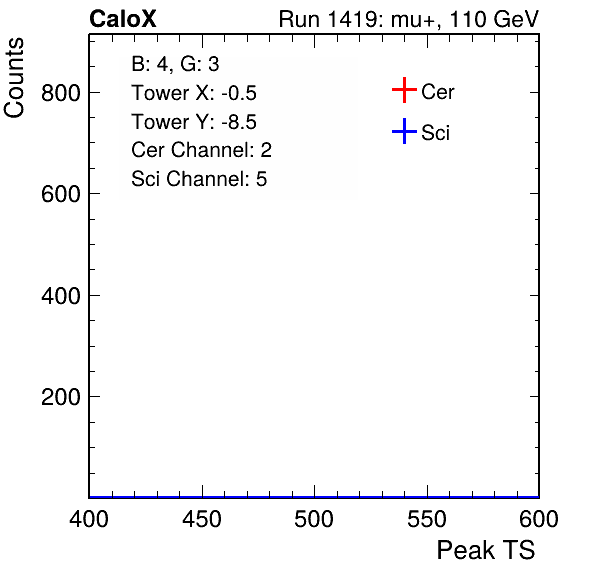 CaloX Run 1419: mu+, 110 GeV
Counts
B: 4, G: 3
Tower X: -0.5
Tower Y: -8.5
Cer Channel: 2
Sci Channel: 5
Cer
Sci
800
600
400
200
400 450 500 550 600
Peak TS